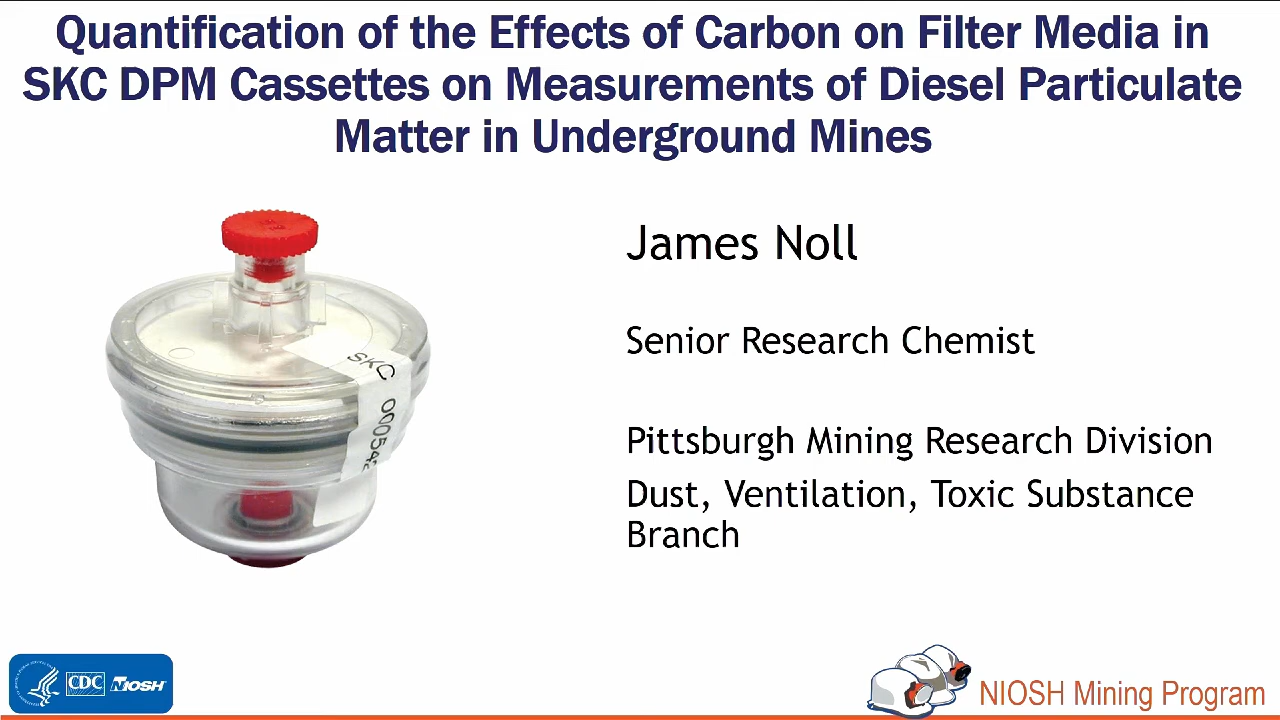 Quantification of the Effects of Carbon on Filter Media in
SKC DPM Cassettes on Measurements of Diesel Particulate
Matter in Underground Mines
James Noll
Senior Research Chemist
Pittsburgh Mining Research Division
Dust, Ventilation, Toxic Substance
Branch
SKC
CDC NIOSH
NIOSH Mining Program